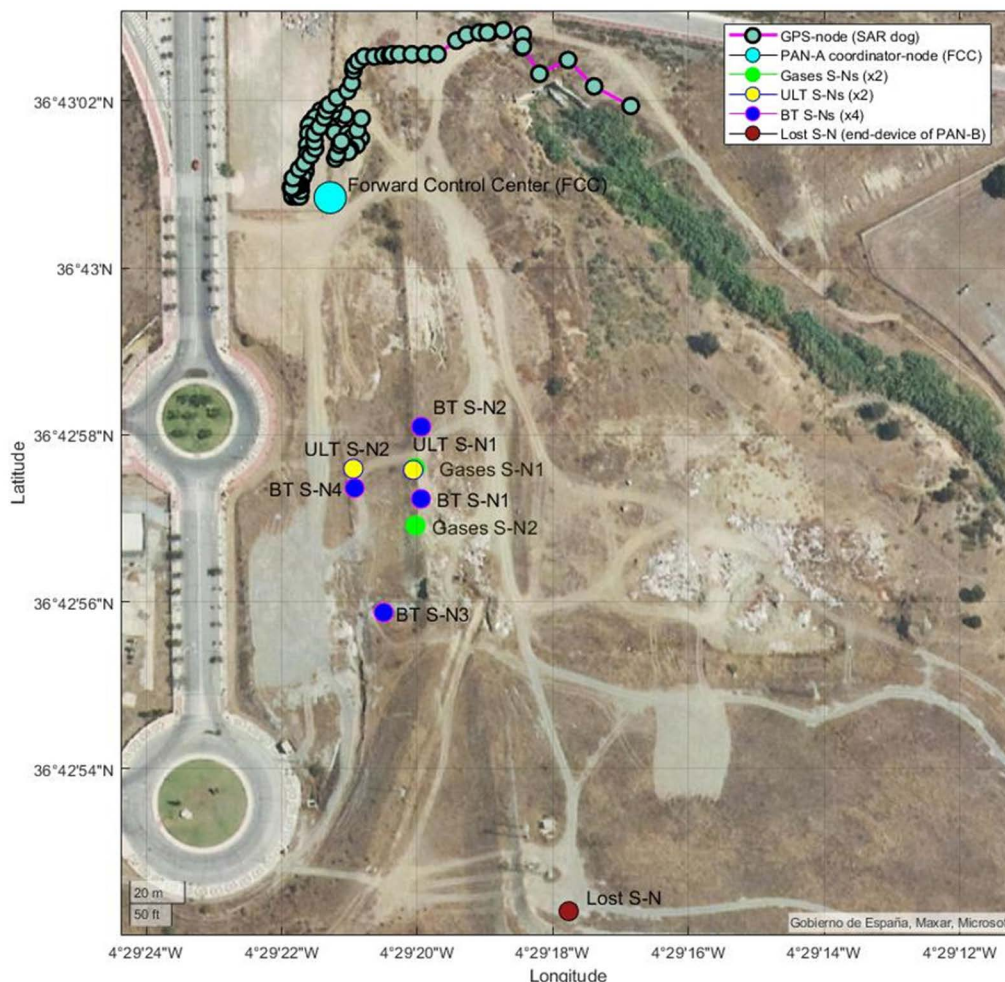 GPS-node (SAR dog)
PAN-A coordinator-node (FCC)
Gases S-Ns (x2)
ULT S-Ns (x2)
BT S-Ns (x4)
Lost S-N (end-device of PAN-B)
36°43'02"N
Forward Control Center (FCC)
36°43'N
BT S-N2
36°42'58"N
ULT S-N2
ULT S-N1
Gases S-N1
BT S-N4
BT S-N1
Gases S-N2
36°42'56"N
BT S-N3
36°42'54"N
20 m
50 ft
Lost S-N
Gobierno de España, Maxar, Microsoft
4°29'24"W
4°29'22"W
4°29'20"W
4°29'18"W
4°29'16"W
4°29'14"W
4°29'12"W
Latitude
Longitude